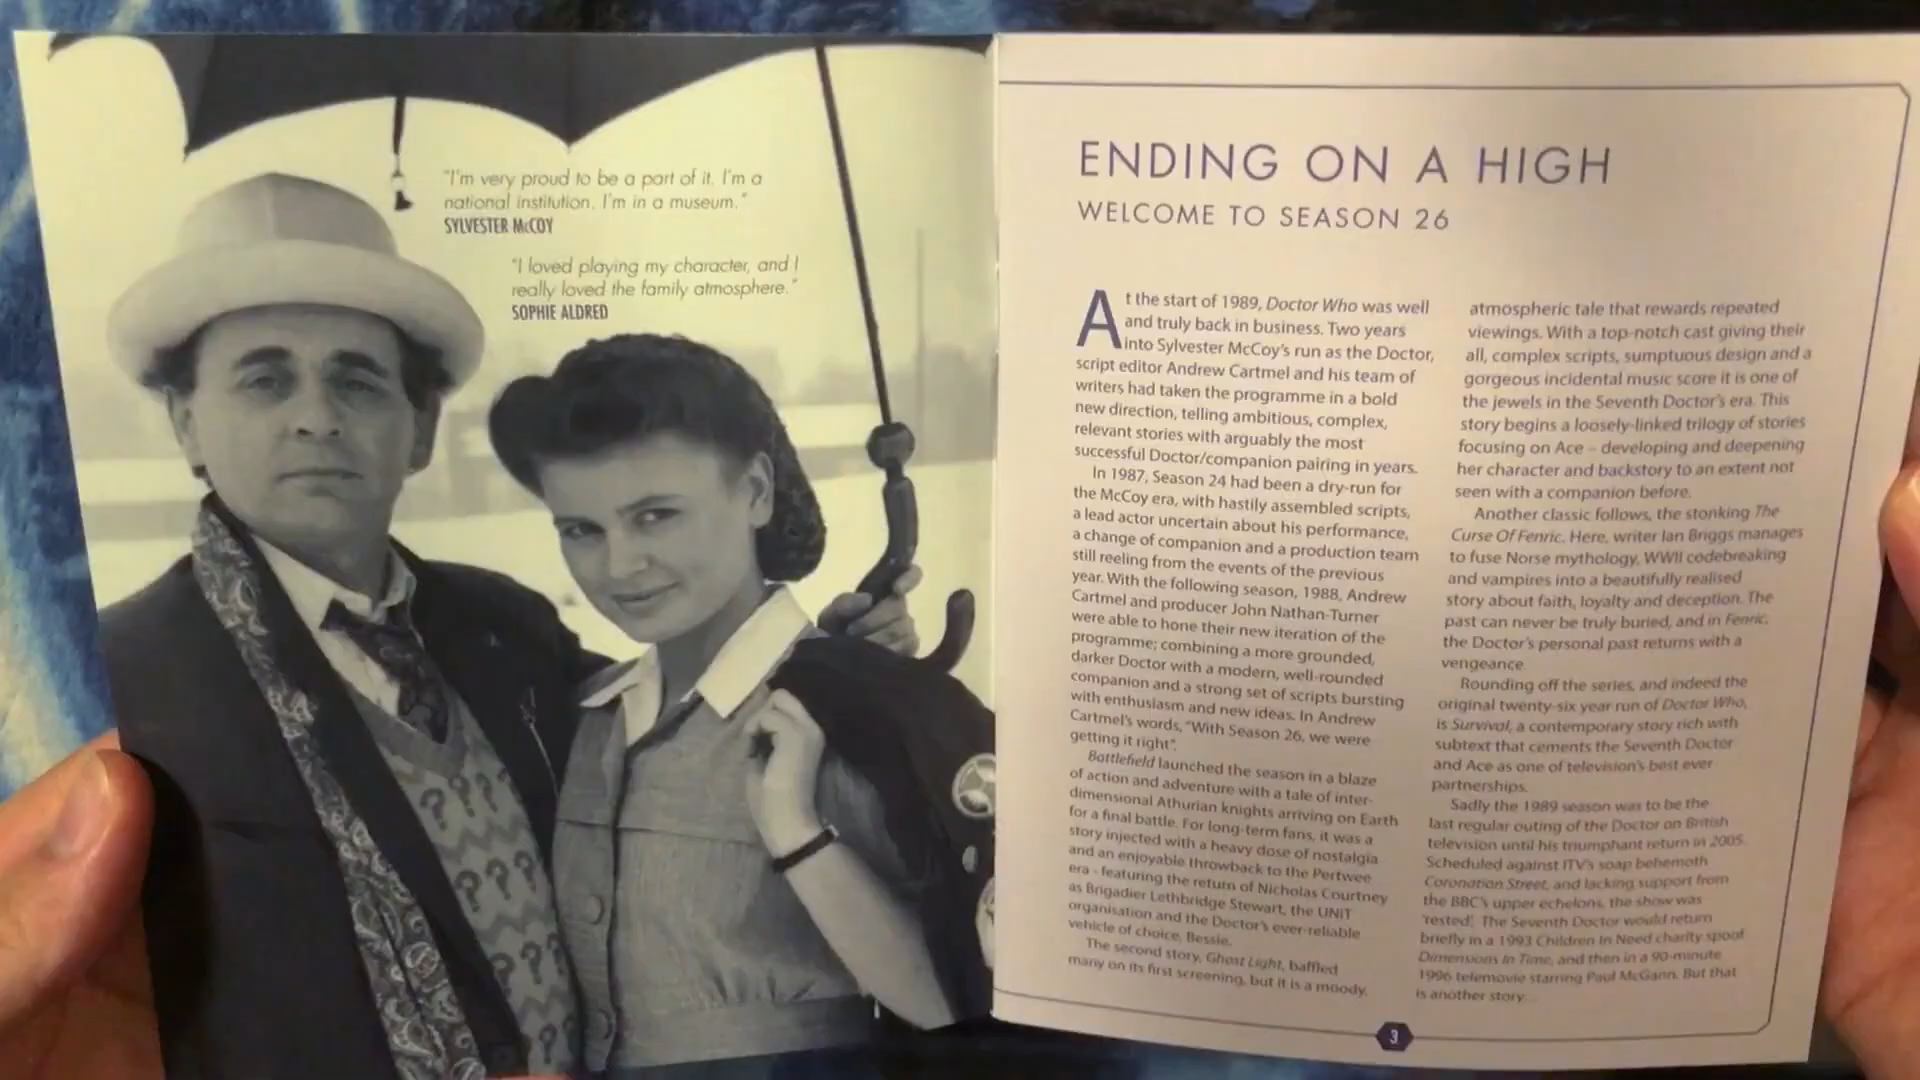 "I'm very proud to be a part of it. I'm a
national institution. I'm in a museum."
SYLVESTER McCOY
"I loved playing my character, and I
really loved the family atmosphere."
SOPHIE ALDRED
ENDING ON A HIGH
WELCOME TO SEASON 26
At the start of 1989, Doctor Who was well
and truly back in business. Two years
into Sylvester McCoy's run as the Doctor,
script editor Andrew Cartmel and his team of
writers had taken the programme in a bold
new direction, telling ambitious, complex,
relevant stories with arguably the most
successful Doctor/companion pairing in years.
In 1987, Season 24 had been a dry-run for
the McCoy era, with hastily assembled scripts,
a lead actor uncertain about his performance,
a change of companion and a production team
still reeling from the events of the previous
year. With the following season, 1988, Andrew
Cartmel and producer John Nathan-Turner
were able to hone their new iteration of the
programme; combining a more grounded,
darker Doctor with a modern, well-rounded
companion and a strong set of scripts bursting
with enthusiasm and new ideas. In Andrew
Cartmel's words, "With Season 26, we were
getting it right".
Battlefield launched the season in a blaze
of action and adventure with a tale of inter-
dimensional Athurian knights arriving on Earth
for a final battle. For long-term fans, it was a
story injected with a heavy dose of nostalgia
and an enjoyable throwback to the Pertwee
era - featuring the return of Nicholas Courtney
as Brigadier Lethbridge Stewart, the UNIT
organisation and the Doctor's ever-reliable
vehicle of choice, Bessie.
The second story, Ghost Light, baffled
many on its first screening, but it is a moody,
atmospheric tale that rewards repeated
viewings. With a top-notch cast giving their
all, complex scripts, sumptuous design and a
gorgeous incidental music score it is one of
the jewels in the Seventh Doctor's era. This
story begins a loosely-linked trilogy of stories
focusing on Ace – developing and deepening
her character and backstory to an extent not
seen with a companion before.
Another classic follows, the stonking The
Curse Of Fenric. Here, writer Ian Briggs manages
to fuse Norse mythology, WWII codebreaking
and vampires into a beautifully realised
story about faith, loyalty and deception. The
past can never be truly buried, and in Fenric,
the Doctor's personal past returns with a
vengeance.
Rounding off the series, and indeed the
original twenty-six year run of Doctor Who,
is Survival, a contemporary story rich with
subtext that cements the Seventh Doctor
and Ace as one of television's best ever
partnerships.
Sadly the 1989 season was to be the
last regular outing of the Doctor on British
television until his triumphant return in 2005.
Scheduled against ITV's soap behemoth
Coronation Street, and lacking support from
the BBC's upper echelons, the show was
'rested'. The Seventh Doctor would return
briefly in a 1993 Children In Need charity spoof
Dimensions In Time, and then in a 90-minute
1996 telemovie starring Paul McGann. But that
is another story...
3